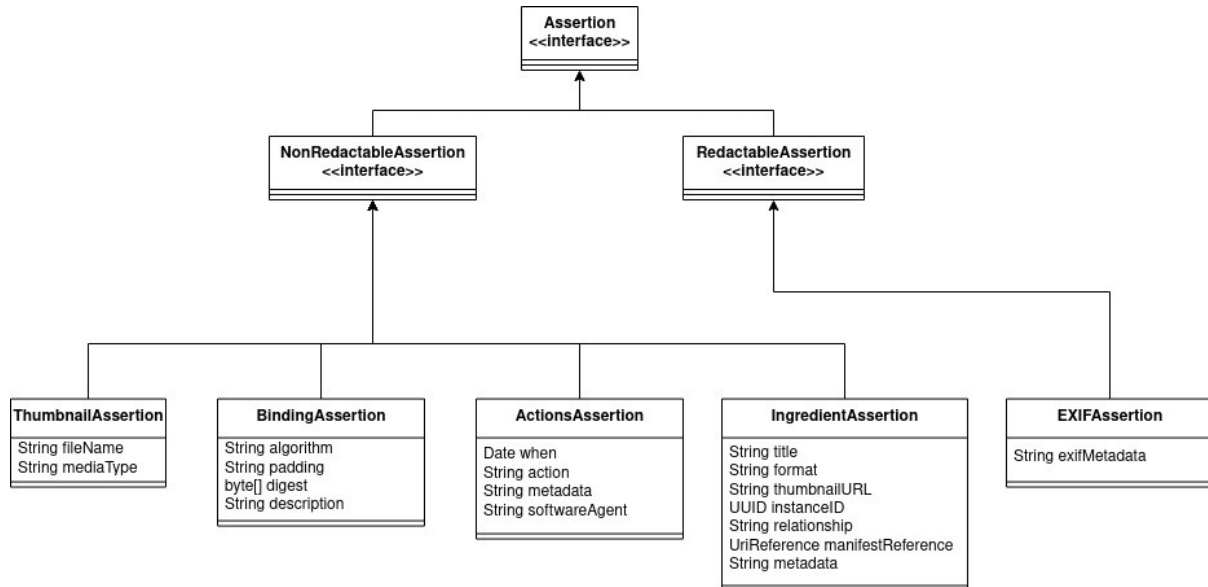 Assertion
<<interface>>
NonRedactableAssertion
<<interface>>
RedactableAssertion
<<interface>>
ThumbnailAssertion
String fileName
String mediaType
BindingAssertion
String algorithm
String padding
byte[] digest
String description
ActionsAssertion
Date when
String action
String metadata
String softwareAgent
IngredientAssertion
String title
String format
String thumbnailURL
UUID instanceID
String relationship
UriReference manifestReference
String metadata
EXIFAssertion
String exifMetadata